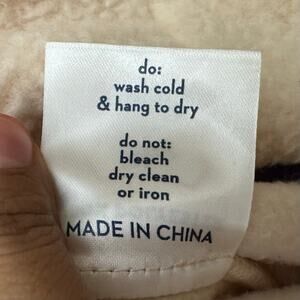 do:
wash cold
& hang to dry
do not:
bleach
dry clean
or iron
MADE IN CHINA